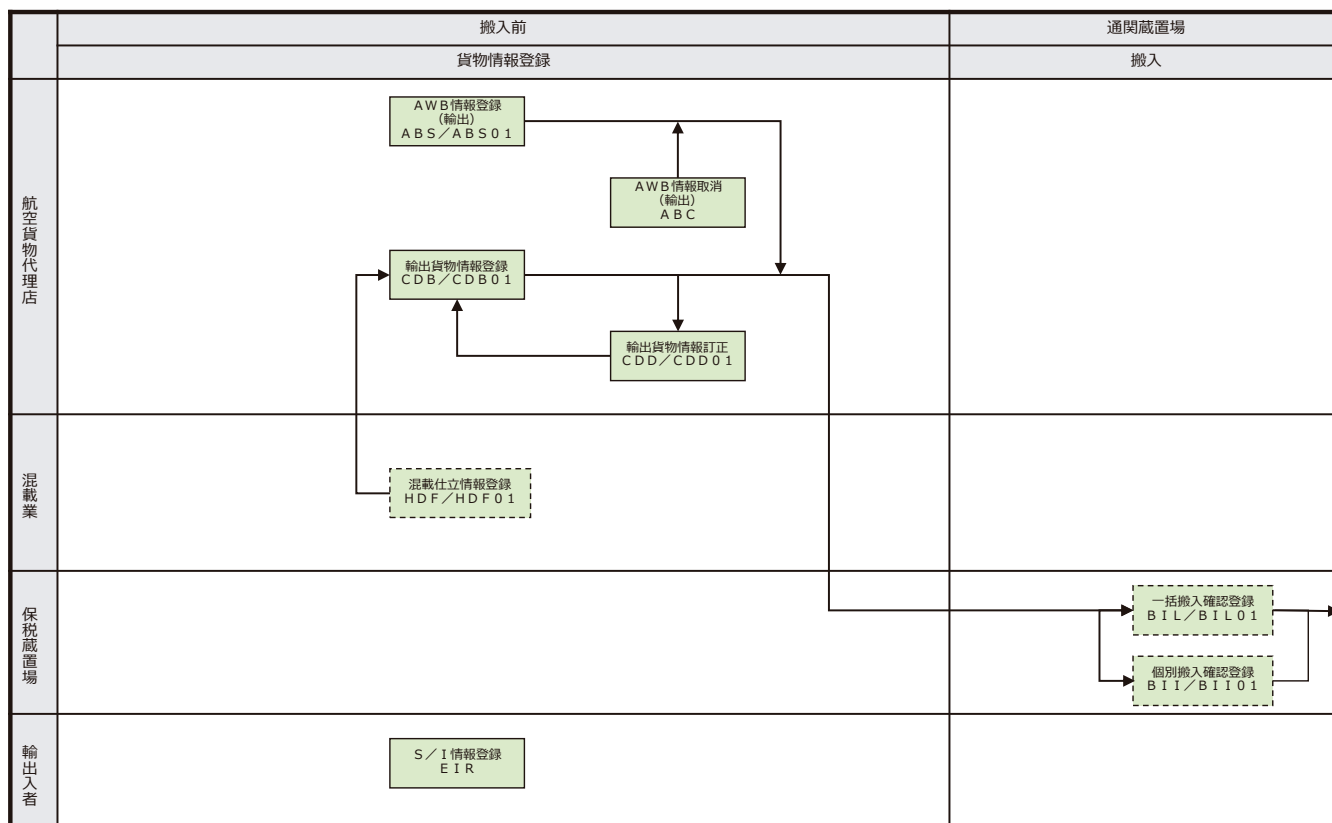 搬入前
通関蔵置場
貨物情報登録
搬入
航空貨物代理店
ＡＷＢ情報登録
（輸出）
ＡＢＳ／ＡＢＳ０１
ＡＷＢ情報取消
（輸出）
ＡＢＣ
輸出貨物情報登録
ＣＤＢ／ＣＤＢ０１
輸出貨物情報訂正
ＣＤＤ／ＣＤＤ０１
混載業
混載仕立情報登録
ＨＤＦ／ＨＤＦ０１
保税蔵置場
一括搬入確認登録
ＢＩＬ／ＢＩＬ０１
個別搬入確認登録
ＢＩＩ／ＢＩＩ０１
輸出入者
Ｓ／Ｉ情報登録
ＥＩＲ